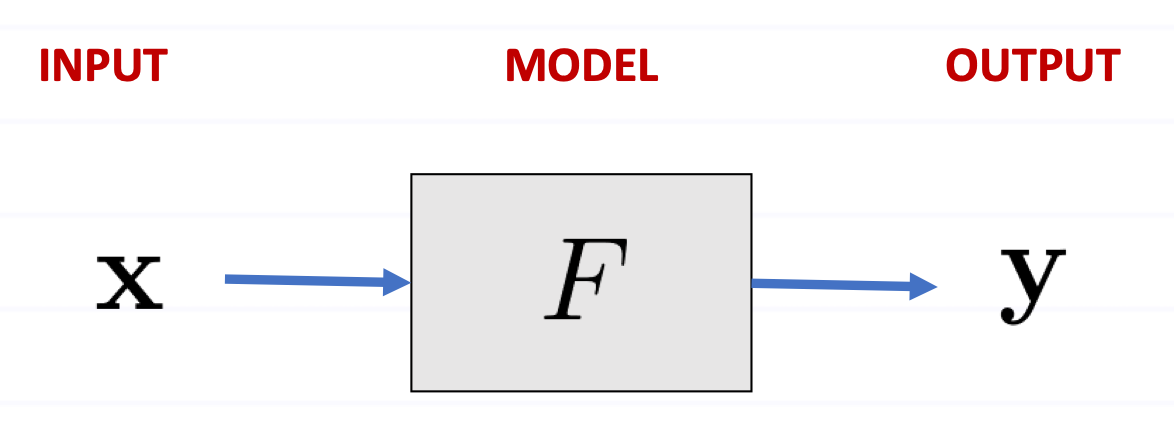 INPUT MODEL OUTPUT
x F y